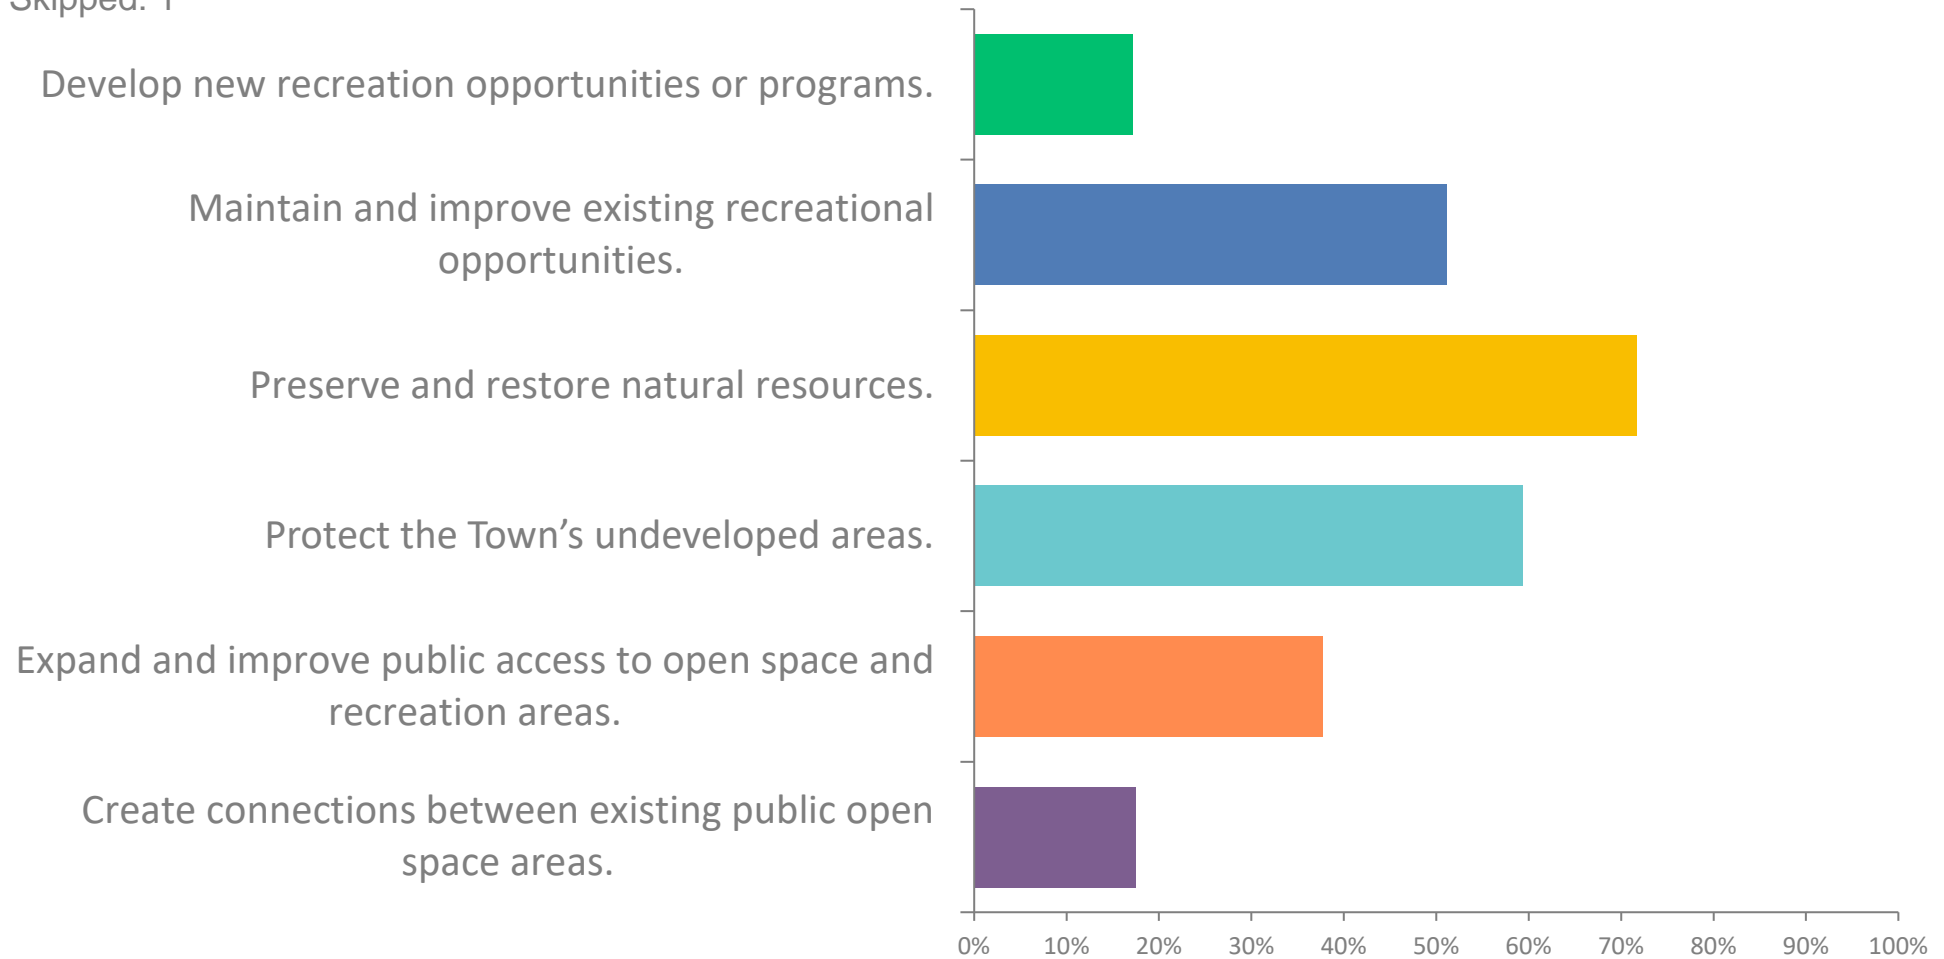 Skipped: 1
Develop new recreation opportunities or programs.
Maintain and improve existing recreational
opportunities.
Preserve and restore natural resources.
Protect the Town’s undeveloped areas.
Expand and improve public access to open space and
recreation areas.
Create connections between existing public open
space areas.
0% 10% 20% 30% 40% 50% 60% 70% 80% 90% 100%